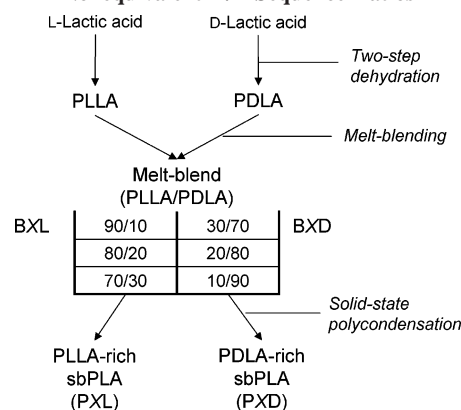 L-Lactic acid D-Lactic acid
Two-step
dehydration
PLLA PDLA
Melt-blending
Melt-blend
(PLLA/PDLA)
BXL 90/10 30/70 BXD
80/20 20/80
70/30 10/90
Solid-state
polycondensation
PLLA-rich PDLA-rich
sbPLA sbPLA
(PXL) (PXD)